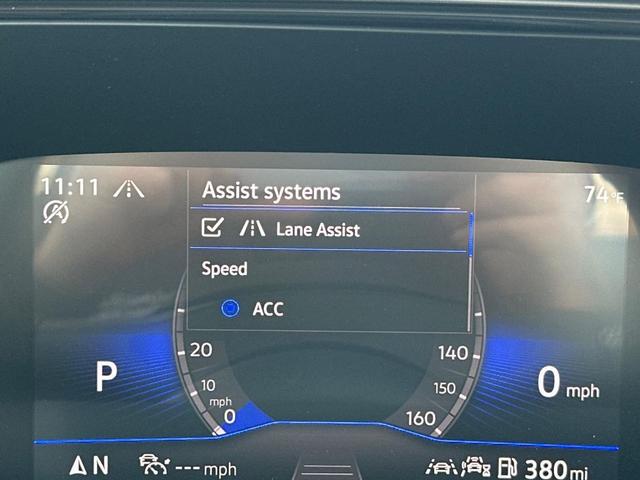 11:11
Assist systems
74°F
Lane Assist
Speed
ACC
20
140
P
10
mph
150
0 mph
0
160
N
--- mph
380 mi